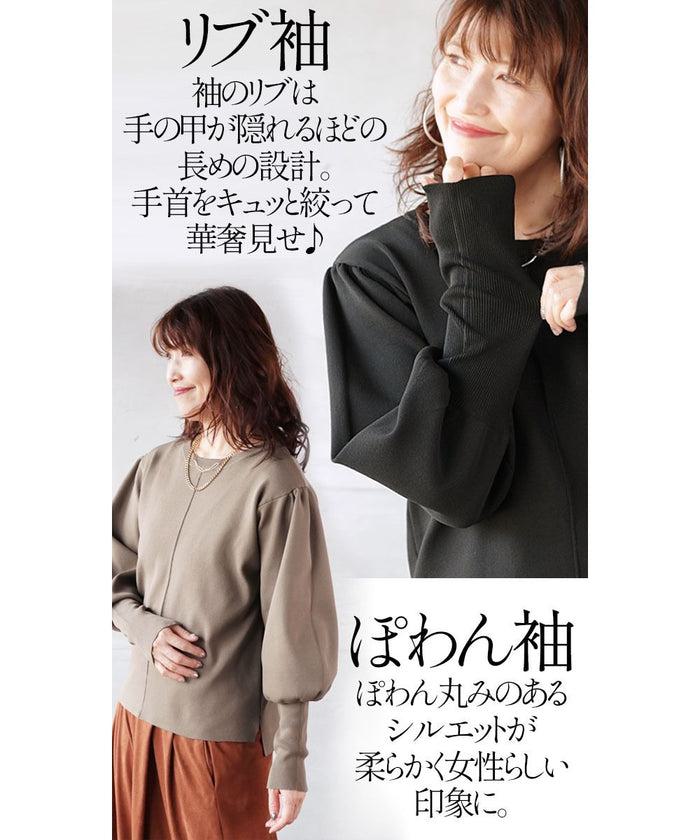 リブ袖
袖のリブは
手の甲が隠れるほどの
長めの設計。
手首をキュッと絞って
華奢見せ♪
ぽわん袖
ぽわん丸みのある
シルエットが
柔らかく女性らしい
印象に。